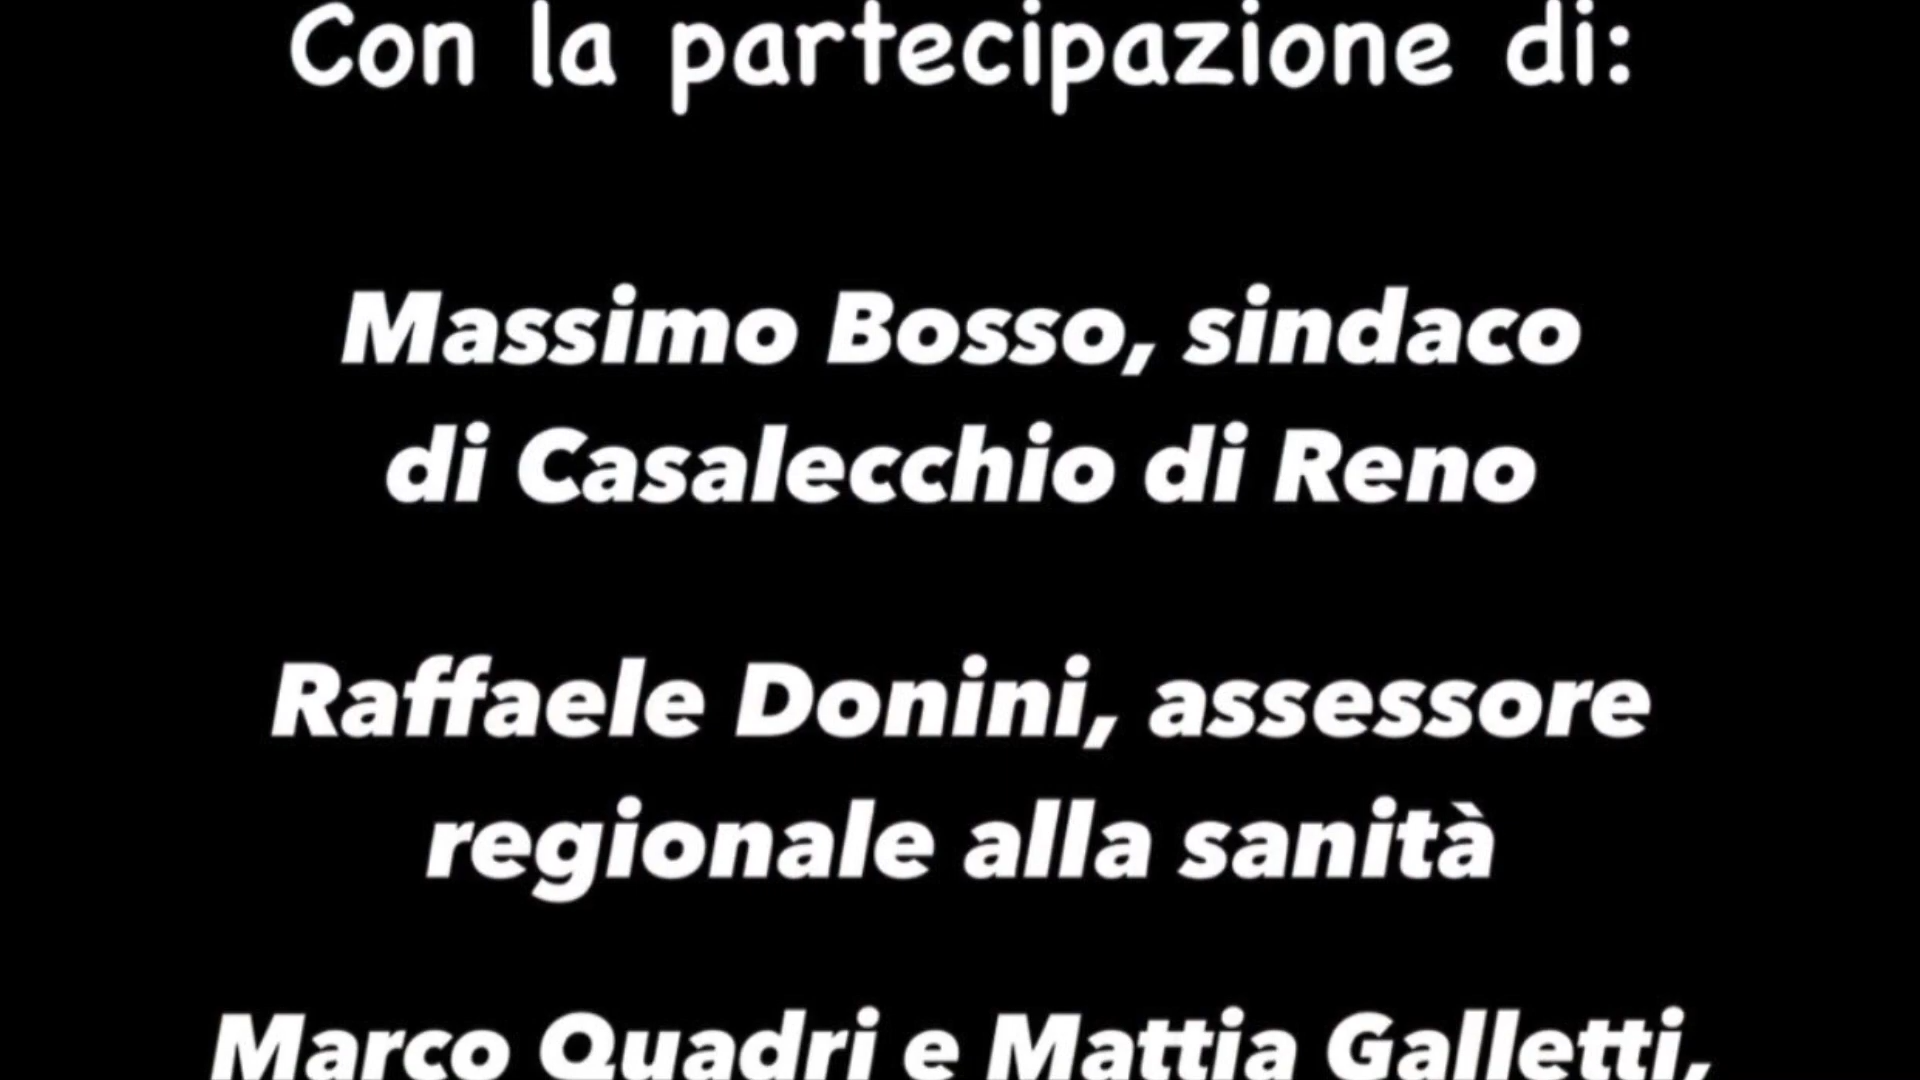 Con la partecipazione di:
Massimo Bosso, sindaco
di Casalecchio di Reno
Raffaele Donini, assessore
regionale alla sanità
Marco Quadri e Mattia Galletti,